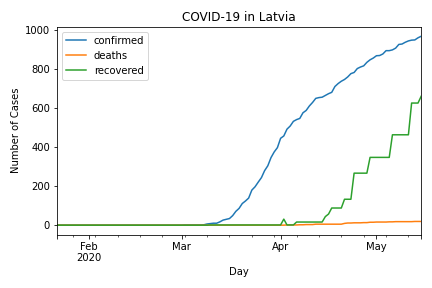 COVID-19 in Latvia
confirmed
deaths
recovered
Number of Cases
1000
800
600
400
200
0
Feb
2020
Mar
Apr
May
Day